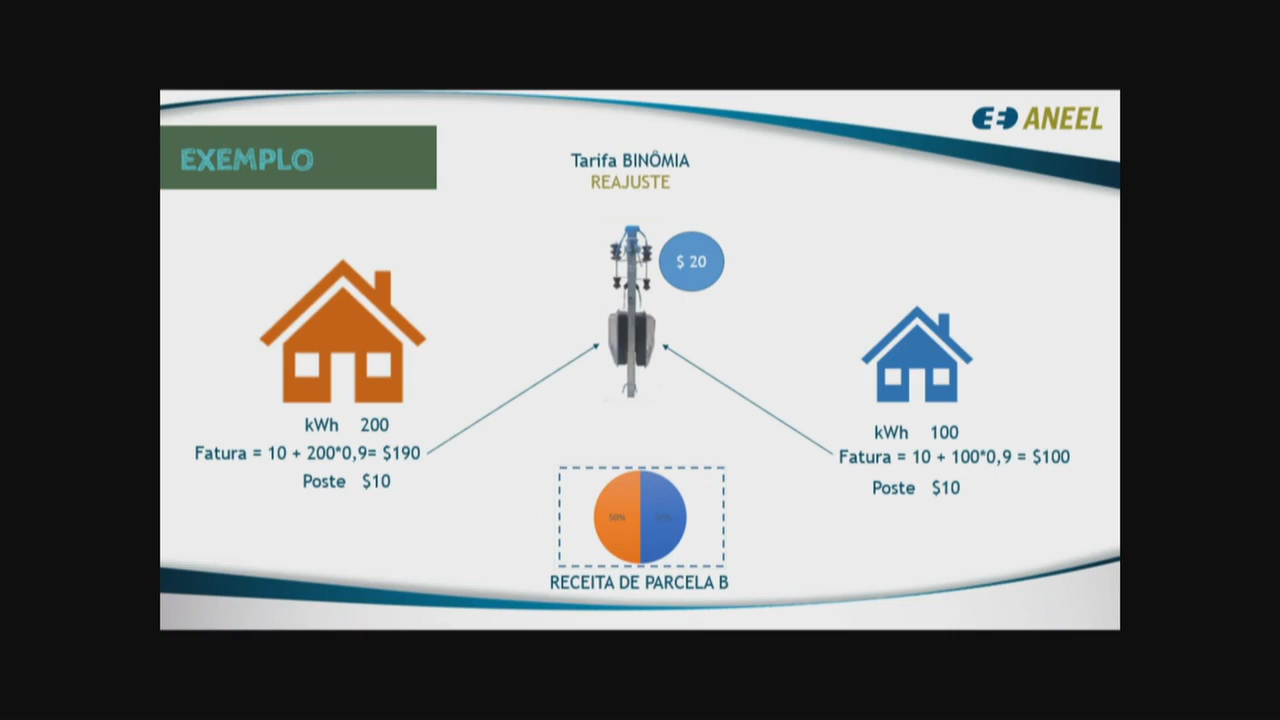 ANEEL
EXEMPLO
Tarifa BINÔMIA
REAJUSTE
$ 20
kWh 200
Fatura = 10 + 200*0,9= $190
Poste $10
kWh 100
Fatura = 10 + 100*0,9 = $100
Poste $10
50%
RECEITA DE PARCELA B